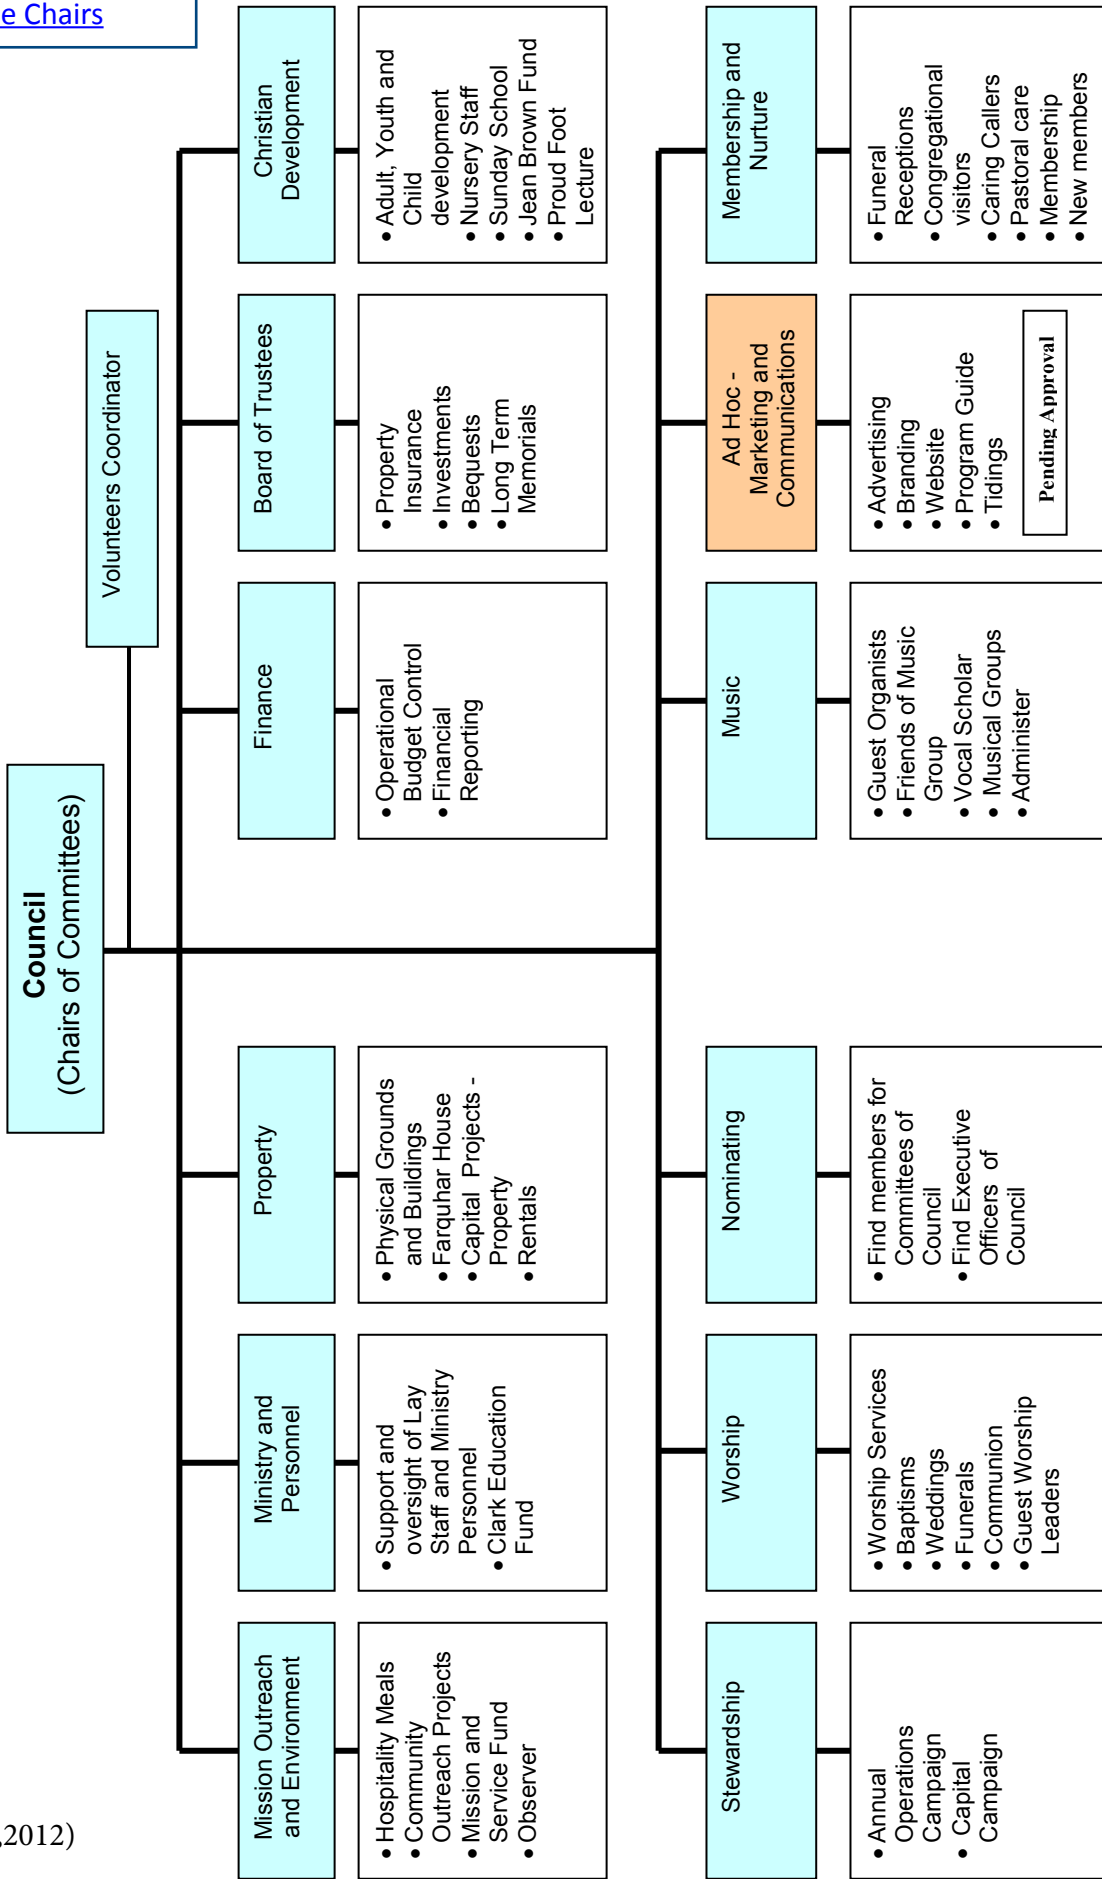 e Chairs
,2012)
Council
(Chairs of Committees)
Volunteers Coordinator
Mission Outreach
and Environment
• Hospitality Meals
• Community
Outreach Projects
• Mission and
Service Fund
• Observer
Ministry and
Personnel
• Support and
oversight of Lay
Staff and Ministry
Personnel
• Clark Education
Fund
Property
• Physical Grounds
and Buildings
• Farquhar House
• Capital Projects -
Property
• Rentals
Finance
• Operational
Budget Control
• Financial
Reporting
Board of Trustees
• Property
Insurance
• Investments
• Bequests
• Long Term
Memorials
Christian
Development
• Adult, Youth and
Child
development
• Nursery Staff
• Sunday School
• Jean Brown Fund
• Proud Foot
Lecture
Stewardship
• Annual
Operations
Campaign
• Capital
Campaign
Worship
• Worship Services
• Baptisms
• Weddings
• Funerals
• Communion
• Guest Worship
Leaders
Nominating
• Find members for
Committees of
Council
• Find Executive
Officers of
Council
Music
• Guest Organists
• Friends of Music
Group
• Vocal Scholar
• Musical Groups
• Administer
Ad Hoc -
Marketing and
Communications
• Advertising
• Branding
• Website
• Program Guide
• Tidings
Pending Approval
Membership and
Nurture
• Funeral
Receptions
• Congregational
visitors
• Caring Callers
• Pastoral care
• Membership
• New members